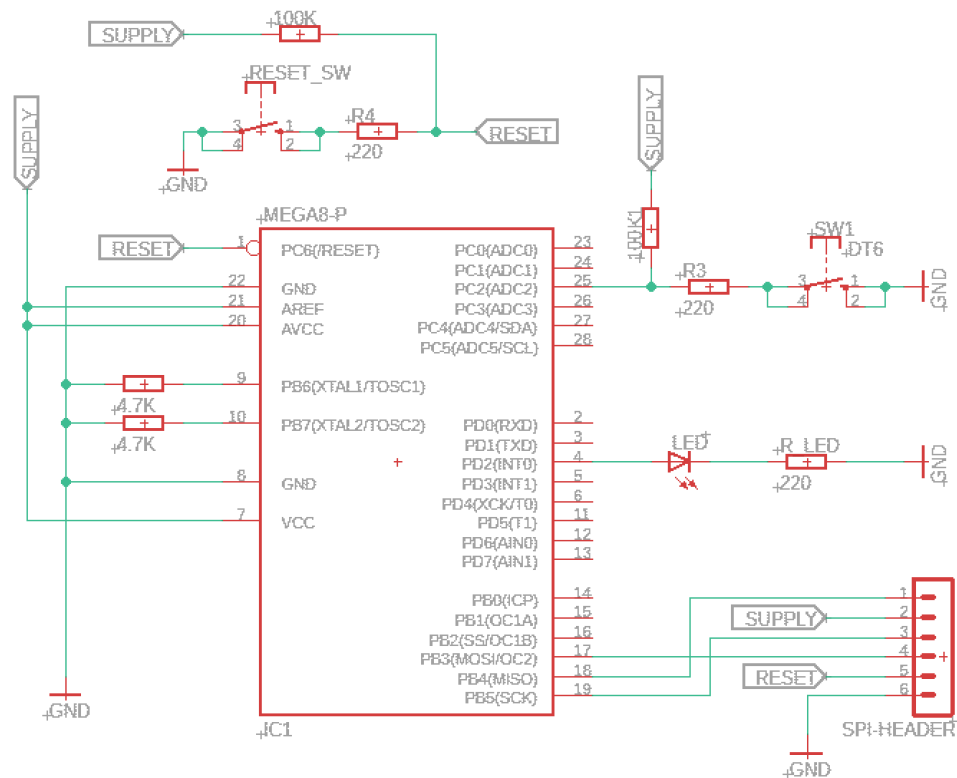 100K
SUPPLY
RESET_SW
SUPPLY
3 1
4 2
R4
220
RESET
GND
SUPPLY
100K1
SW1
DT6
R3
220
3 1
4 2
GND
MEGA8-P
RESET
1 PC6(/RESET)
22 GND
21 AREF
20 AVCC
9 PB6(XTAL1/TOSC1)
4.7K
10 PB7(XTAL2/TOSC2)
4.7K
8 GND
7 VCC
PC0(ADC0) 23
PC1(ADC1) 24
PC2(ADC2) 25
PC3(ADC3) 26
PC4(ADC4/SDA) 27
PC5(ADC5/SCL) 28
PD0(RXD) 2
PD1(TXD) 3
PD2(INT0) 4
PD3(INT1) 5
PD4(XCK/T0) 6
PD5(T1) 11
PD6(AIN0) 12
PD7(AIN1) 13
PB0(ICP) 14
PB1(OC1A) 15
PB2(SS/OC1B) 16
PB3(MOSI/OC2) 17
PB4(MISO) 18
PB5(SCK) 19
LED
R_LED
220
GND
1
SUPPLY 2
3
4
RESET 5
6
SPI-HEADER
GND
GND
IC1